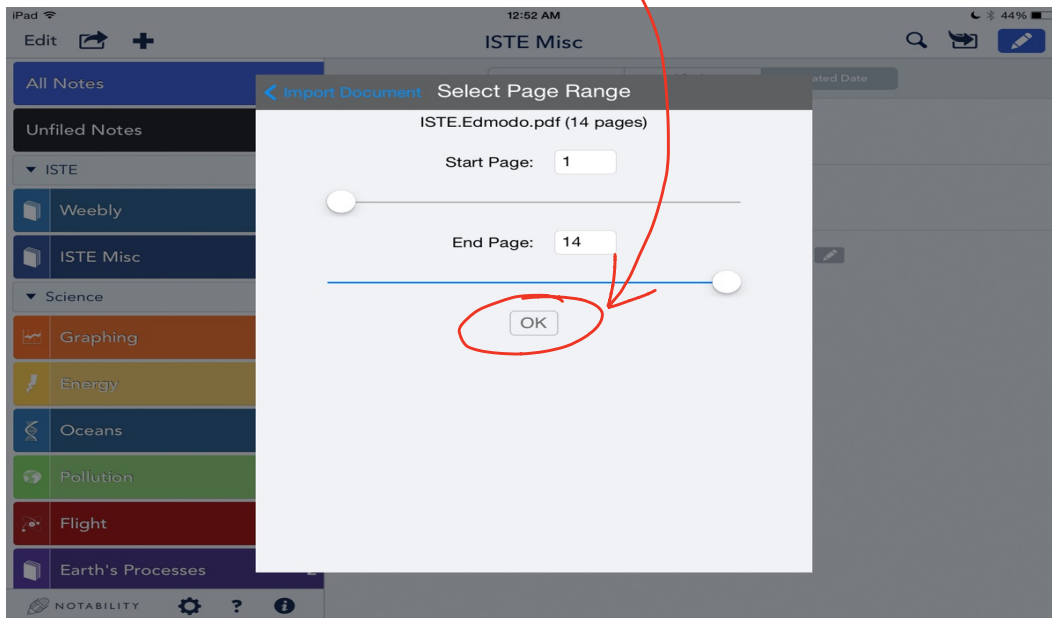 iPad 12:52 AM 44%
Edit ISTE Misc
All Notes
ated Date
Import Document Select Page Range
ISTE.Edmodo.pdf (14 pages)
Unfiled Notes
Start Page: 1
ISTE
Weebly
End Page: 14
ISTE Misc
Science
OK
Graphing
Energy
Oceans
Pollution
Flight
Earth's Processes
NOTABILITY ?